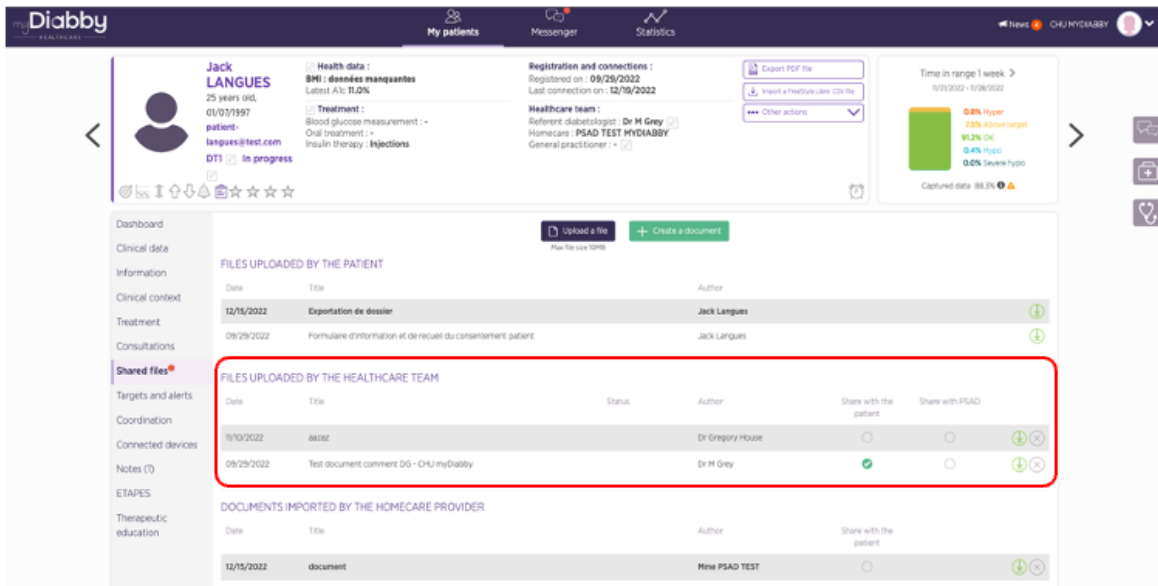 myDiabby
HEALTHCARE
My patients
Messenger
Statistics
News
CHU MYDIABBY
Jack
LANGUES
25 years old,
01/07/1997
patient-
langues@test.com
DT1 In progress
Health data :
BMI : données manquantes
Latest A1c 11.0%
Treatment :
Blood glucose measurement : -
Oral treatment : -
Insulin therapy : Injections
Registration and connections :
Registered on : 09/29/2022
Last connection on : 12/19/2022
Healthcare team :
Referent diabetologist : Dr M Grey
Homecare : PSAD TEST MYDIABBY
General practitioner : -
Export PDF file
Import a FreeStyle Libre CSV file
Other actions
Time in range 1 week >
11/21/2022 - 11/28/2022
0.8% Hyper
7.5% Above target
91.2% OK
0.4% Hypo
0.0% Severe hypo
Captured data 88.3%
Dashboard
Clinical data
Information
Clinical context
Treatment
Consultations
Shared files
Targets and alerts
Coordination
Connected devices
Notes (1)
ETAPES
Therapeutic
education
Upload a file
Max file size 10MB
+ Create a document
FILES UPLOADED BY THE PATIENT
Date Title Author
12/15/2022 Exportation de dossier Jack Langues
09/29/2022 Formulaire d'information et de recueil du consentement patient Jack Langues
FILES UPLOADED BY THE HEALTHCARE TEAM
Date Title Status Author Share with the patient Share with PSAD
11/10/2022 aazaz Dr Gregory House
09/29/2022 Test document comment DG - CHU myDiabby Dr M Grey
DOCUMENTS IMPORTED BY THE HOMECARE PROVIDER
Date Title Author Share with the patient
12/15/2022 document Mme PSAD TEST